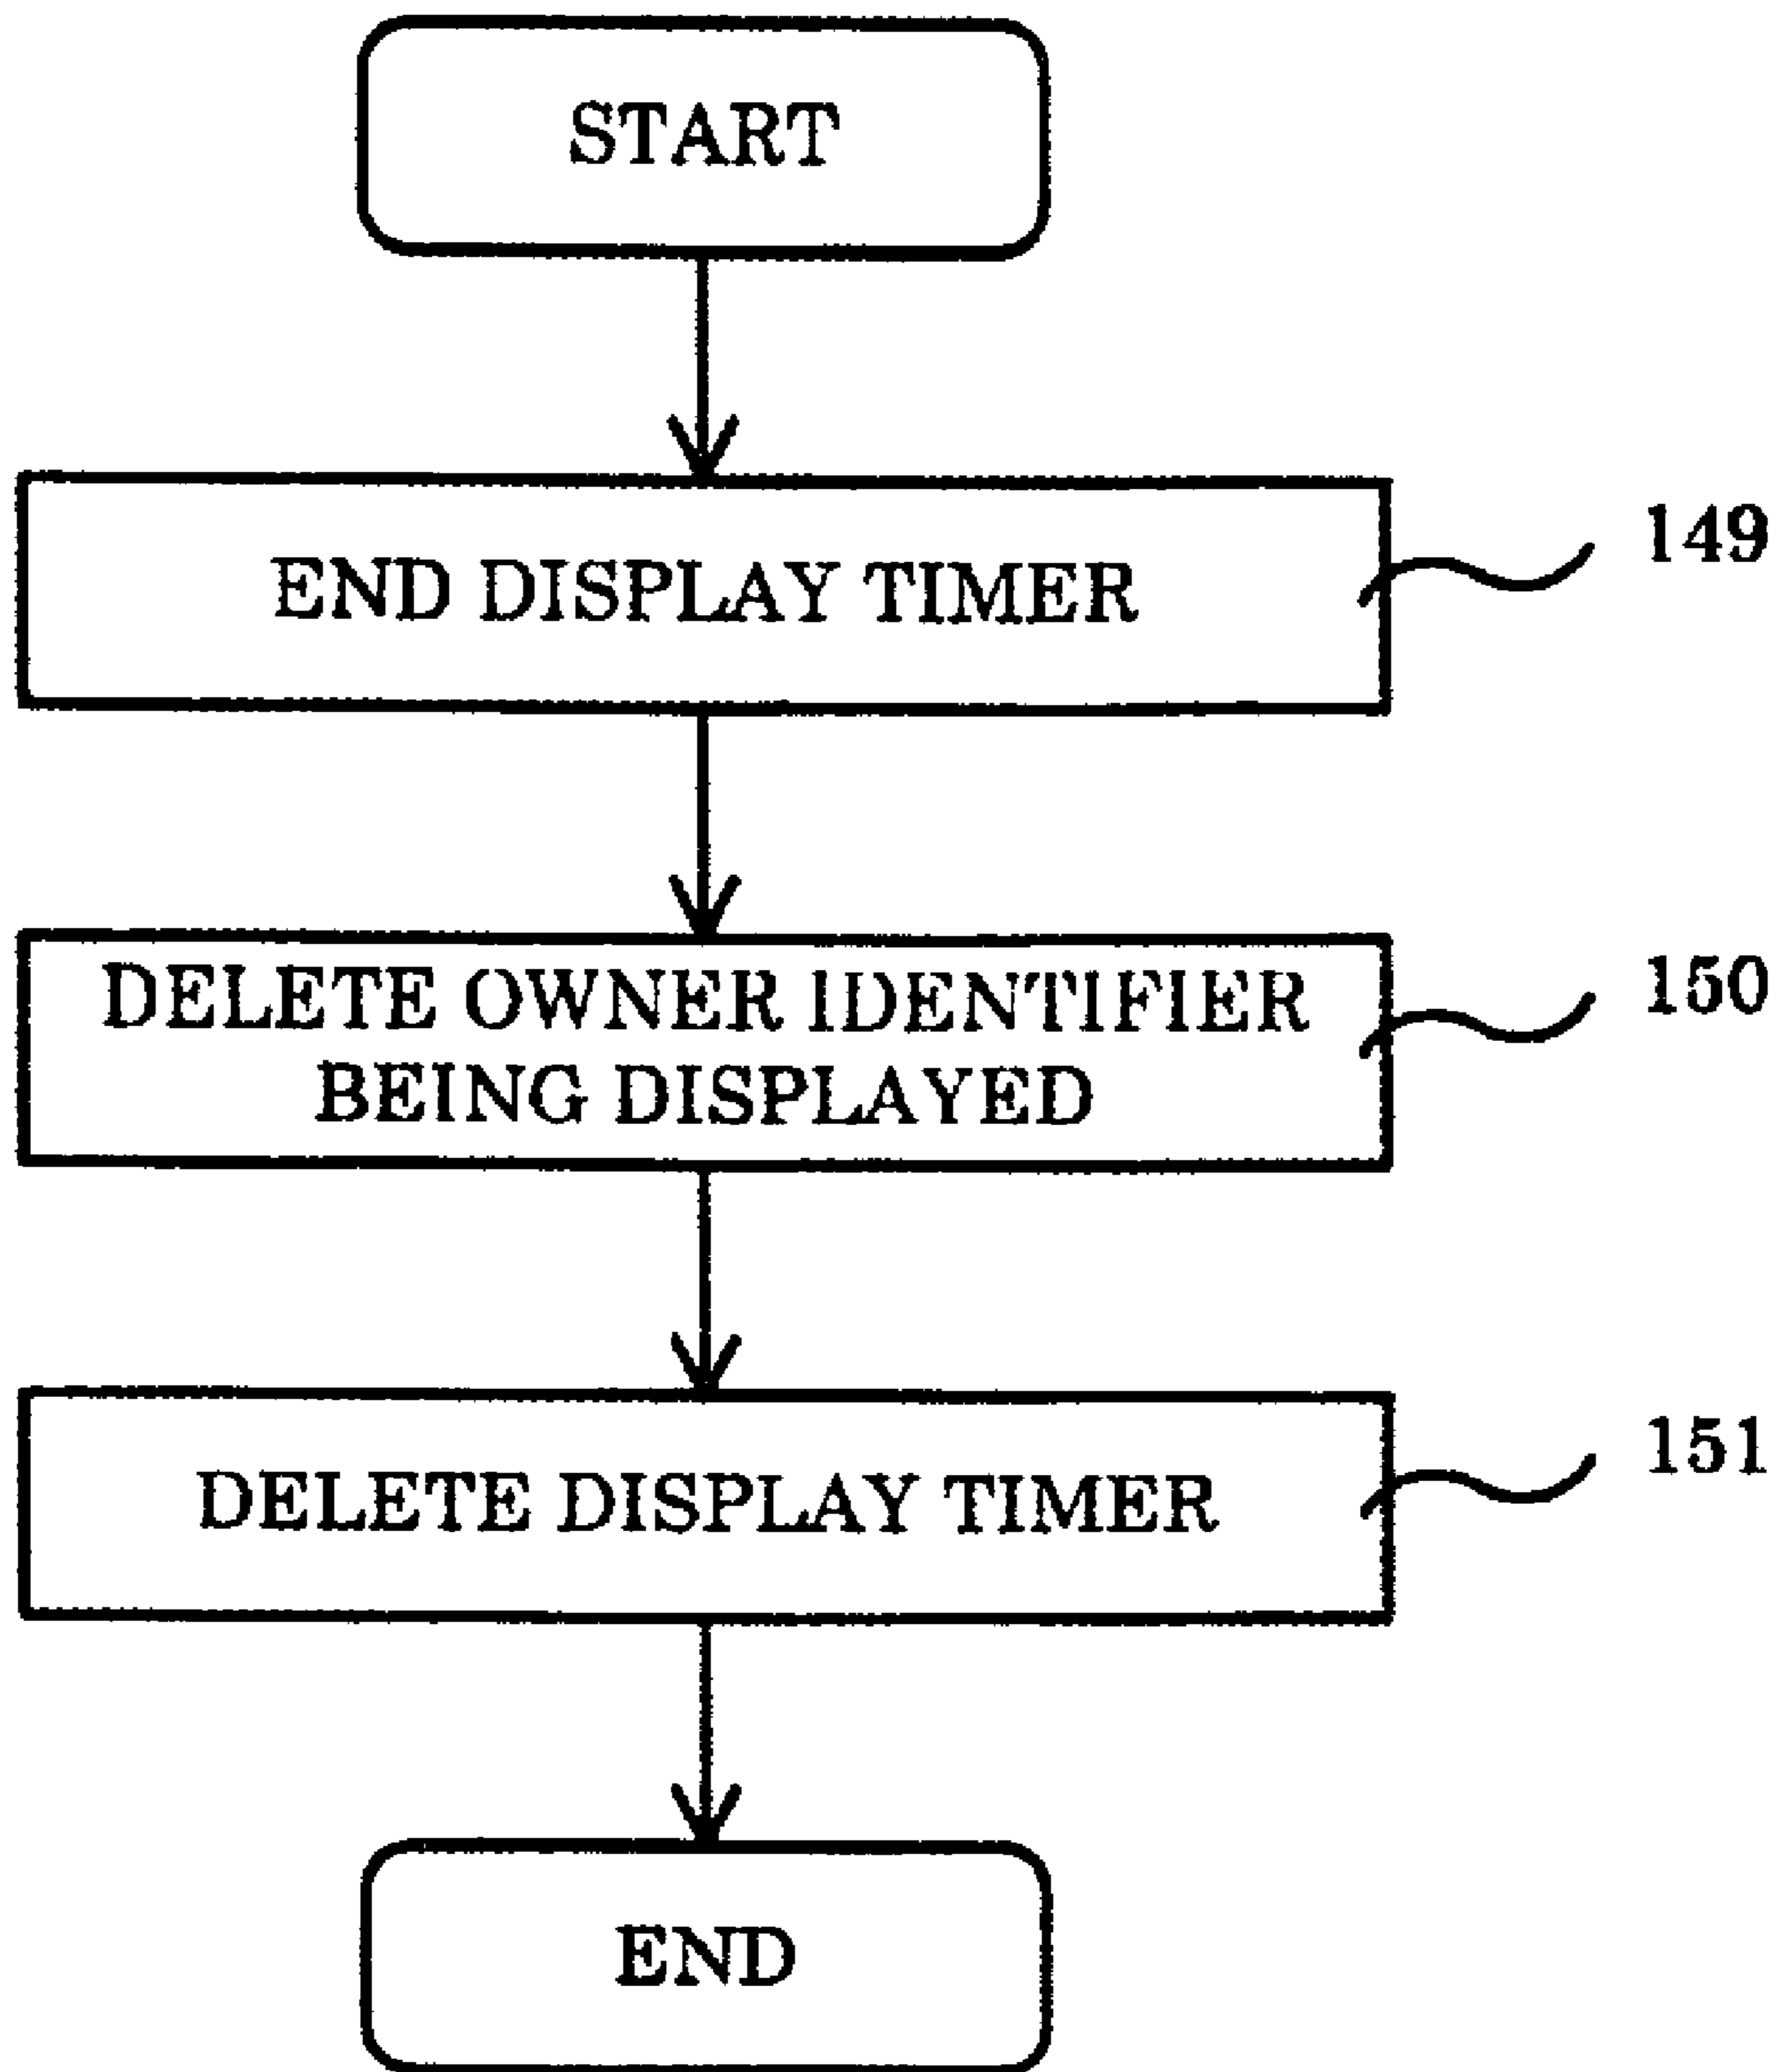 START
END DISPLAY TIMER
149
DELETE OWNER IDENTIFIER
BEING DISPLAYED
150
DELETE DISPLAY TIMER
151
END